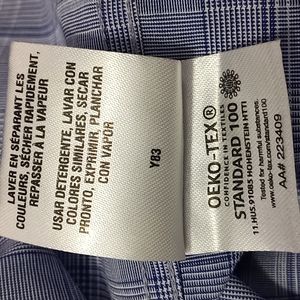 LAVER EN SÉPARANT LES
COULEURS, SÉCHER RAPIDEMENT,
REPASSER À LA VAPEUR
USAR DETERGENTE, LAVAR CON
COLORES SIMILARES, SECAR
PRONTO, EXPRIMIR, PLANCHAR
CON VAPOR
Y83
OEKO-TEX®
CONFIDENCE IN TEXTILES
STANDARD 100
11.HUS.91085 HOHENSTEIN HTTI
Tested for harmful substances.
www.oeko-tex.com/standard100
AA# 223409